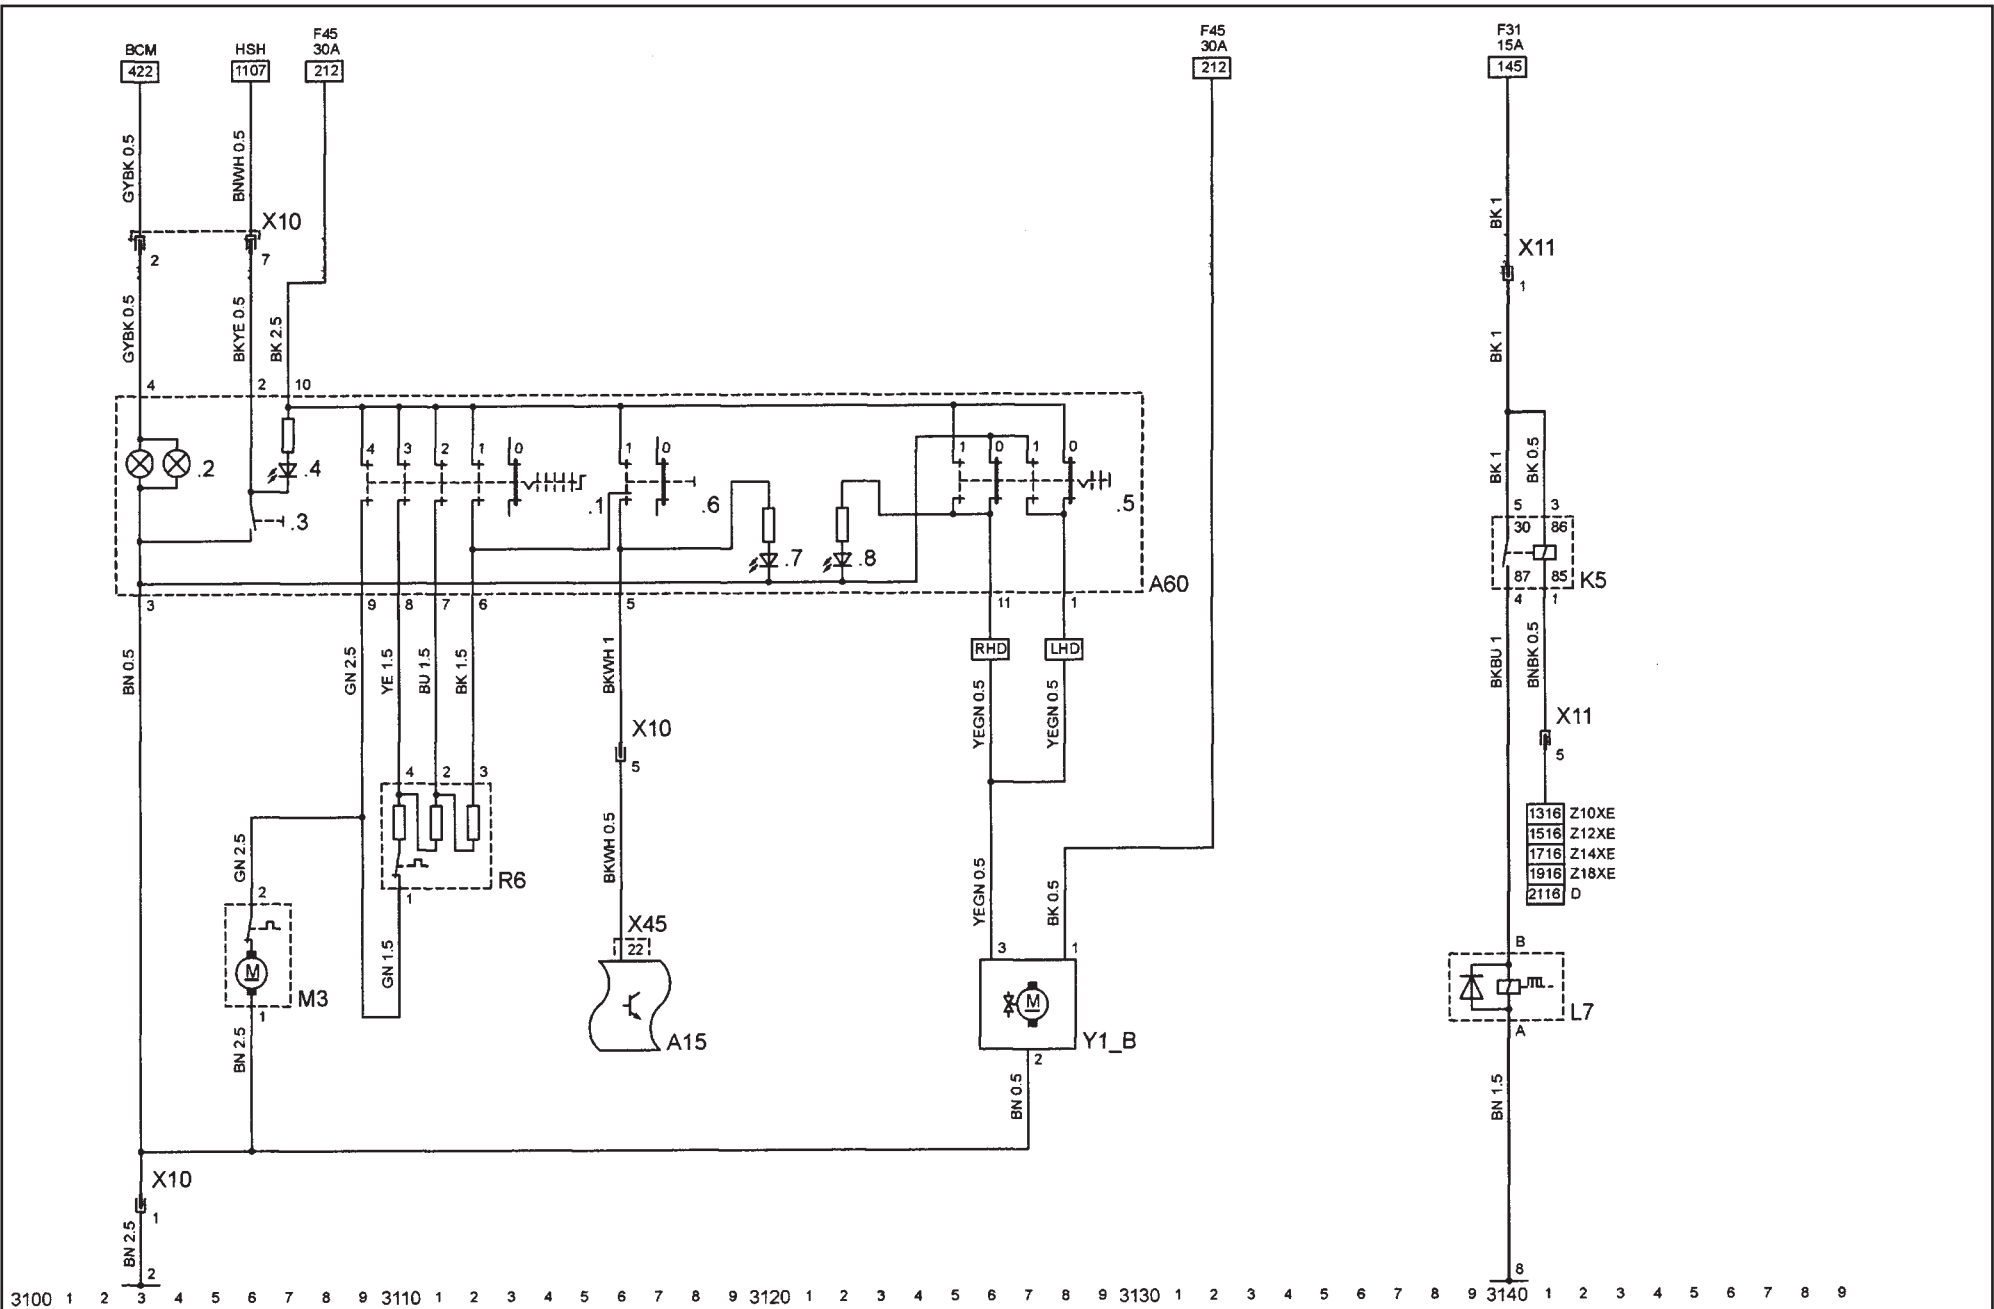 BCM HSH F45 30A F45 30A F31 15A
422 1107 212 212 145
GYBK 0.5
BNWH 0.5
BK 1
X10
2 7
X11
1
GYBK 0.5
BKYE 0.5
BK 2.5
BK 1
4 2 10
4 3 2 1 0 1 0 1 0 1 0
.2 .4 .3 .1 .6 .5
.7 .8
BK 1
BK 0.5
5 3
30 86
87 85
K5
4 1
A60
3 9 8 7 6 5 11 1
RHD LHD
BN 0.5
GN 2.5
YE 1.5
BU 1.5
BK 1.5
BKWH 1
YEGN 0.5
YEGN 0.5
BKBU 1
BNBK 0.5
X10
5
X11
5
4 2 3
R6
1
1316 Z10XE
1516 Z12XE
1716 Z14XE
1916 Z18XE
2116 D
GN 2.5
BKWH 0.5
YEGN 0.5
BK 0.5
2
M
M3
1
GN 1.5
X45
22
A15
3 1
M
Y1_B
2
B
L7
A
BN 2.5
BN 0.5
BN 1.5
X10
1
BN 2.5
2 8
3100 1 2 3 4 5 6 7 8 9 3110 1 2 3 4 5 6 7 8 9 3120 1 2 3 4 5 6 7 8 9 3130 1 2 3 4 5 6 7 8 9 3140 1 2 3 4 5 6 7 8 9